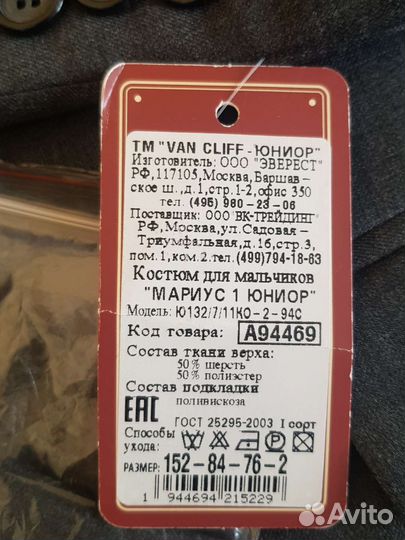 ТМ "VAN CLIFF-ЮНИОР"
Изготовитель: ООО "ЭВЕРЕСТ"
РФ,117105,Москва,Варшав-
ское ш.,д.1,стр.1-2,офис 350
тел. (495) 980-23-06
Поставщик: ООО ВК-ТРЕЙДИНГ"
РФ,Москва,ул.Садовая-
Триумфальная,д.16,стр.3,
пом.1,ком.2.тел.(499)794-18-63
Костюм для мальчиков
"МАРИУС 1 ЮНИОР"
Модель: Ю132/7/11КО-2-94С
Код товара: A94469
Состав ткани верха:
50% шерсть
50% полиэстер
Состав подкладки
поливискоза
ЕАС
ГОСТ 25295-2003 I сорт
Способы
ухода:
РАЗМЕР: 152-84-76-2
1 944694 215229
Avito